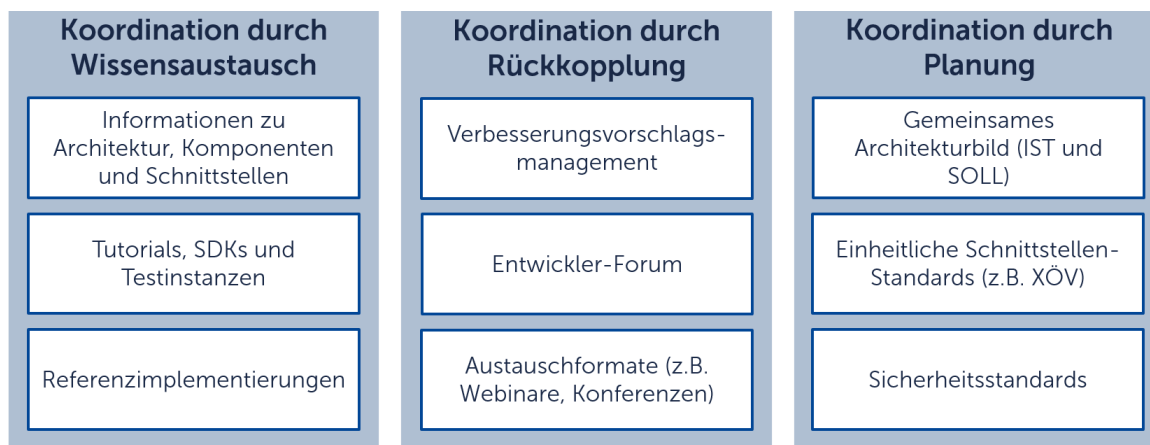 Koordination durch
Wissensaustausch
Informationen zu
Architektur, Komponenten
und Schnittstellen
Tutorials, SDKs und
Testinstanzen
Referenzimplementierungen
Koordination durch
Rückkopplung
Verbesserungsvorschlags-
management
Entwickler-Forum
Austauschformate (z.B.
Webinare, Konferenzen)
Koordination durch
Planung
Gemeinsames
Architekturbild (IST und
SOLL)
Einheitliche Schnittstellen-
Standards (z.B. XÖV)
Sicherheitsstandards